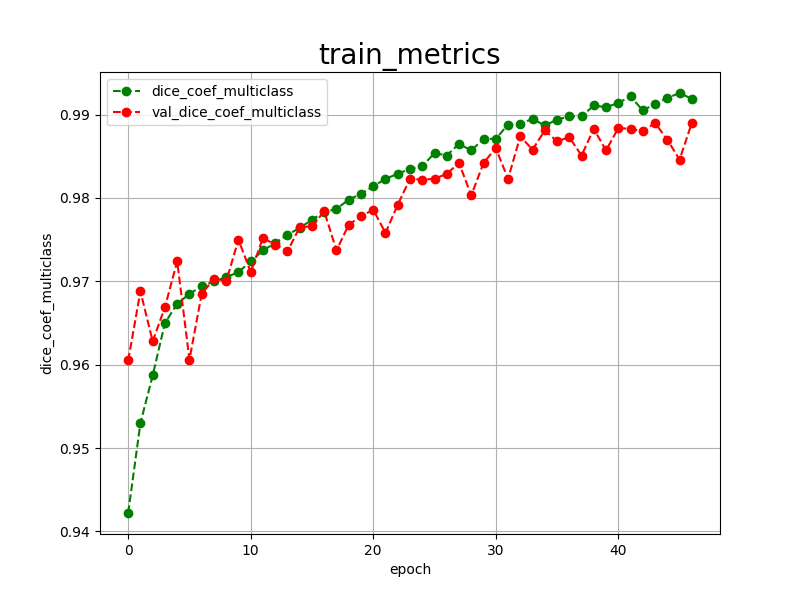 train_metrics
dice_coef_multiclass
val_dice_coef_multiclass
0.99
0.98
0.97
0.96
0.95
0.94
dice_coef_multiclass
0 10 20 30 40
epoch